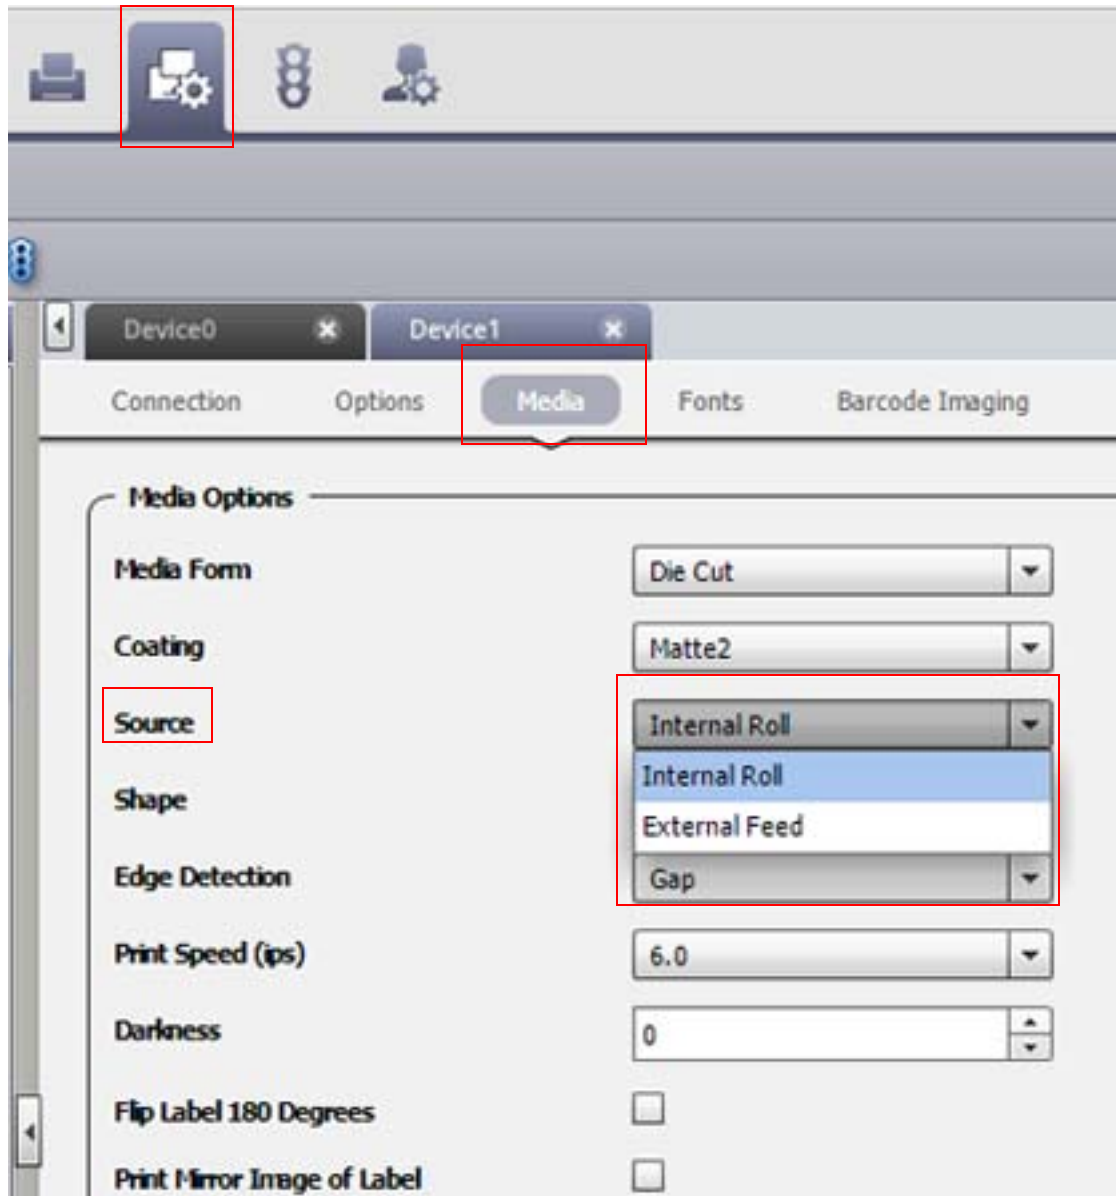 Device0 Device1
Connection Options Media Fonts Barcode Imaging
Media Options
Media Form Die Cut
Coating Matte2
Source Internal Roll
Internal Roll
Shape
External Feed
Edge Detection Gap
Print Speed (ips) 6.0
Darkness 0
Flip Label 180 Degrees
Print Mirror Image of Label